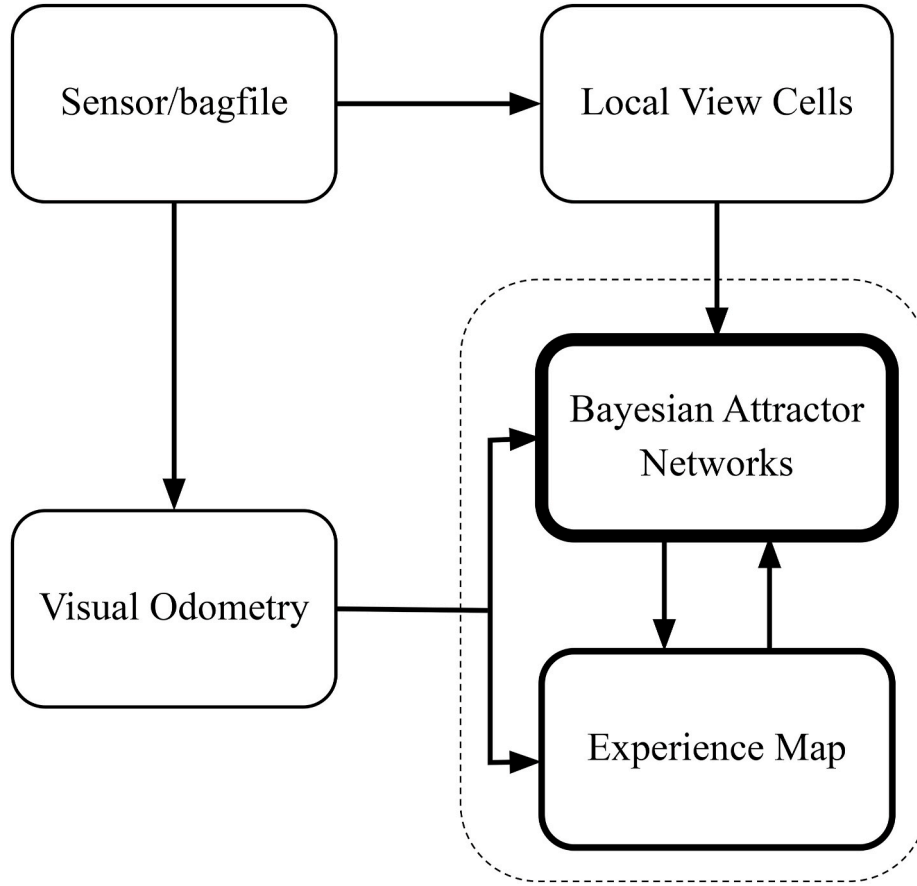 Sensor/bagfile
Local View Cells
Bayesian Attractor
Networks
Visual Odometry
Experience Map